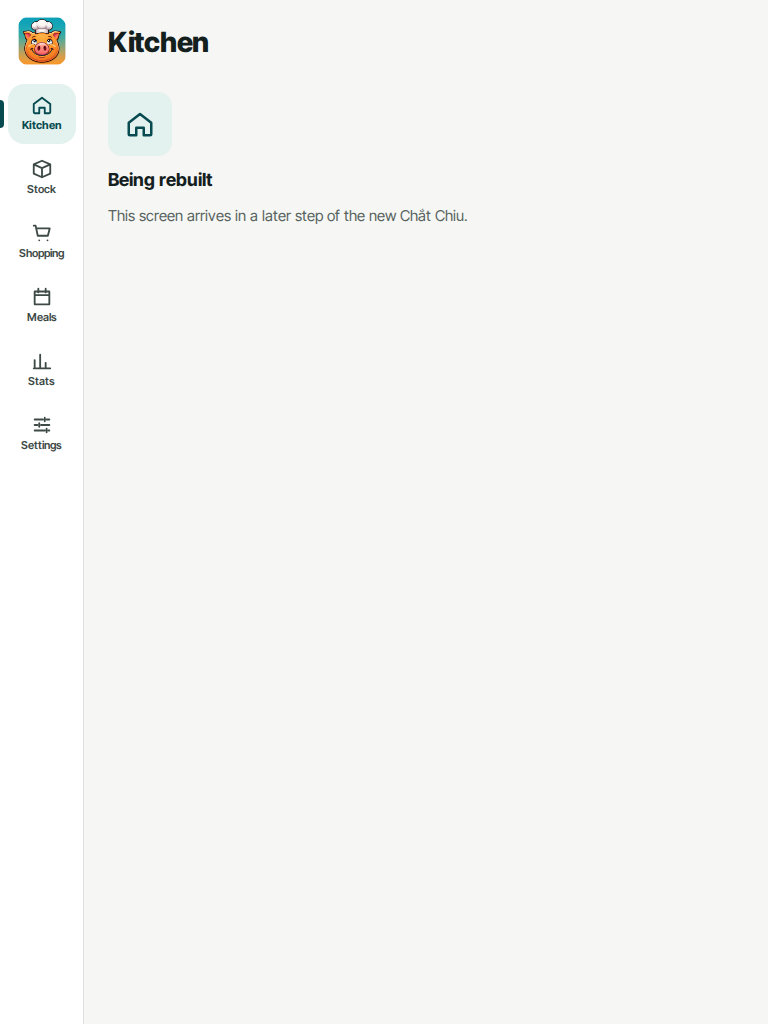 Kitchen
Kitchen
Stock
Shopping
Meals
Stats
Settings
Being rebuilt
This screen arrives in a later step of the new Chắt Chiu.